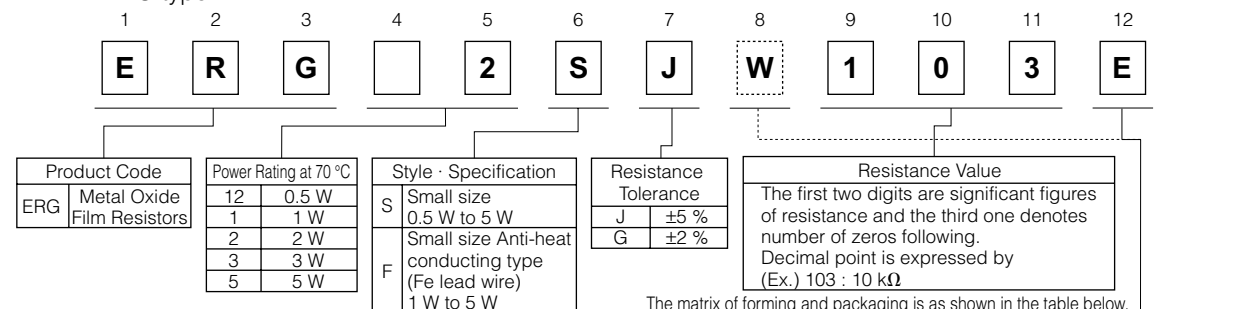 1 2 3 4 5 6 7 8 9 10 11 12
E R G 2 S J W 1 0 3 E
Product Code
ERG Metal Oxide
Film Resistors
Power Rating at 70 °C
12 0.5 W
1 1 W
2 2 W
3 3 W
5 5 W
Style · Specification
S Small size
0.5 W to 5 W
F Small size Anti-heat
conducting type
(Fe lead wire)
1 W to 5 W
Resistance
Tolerance
J ±5 %
G ±2 %
Resistance Value
The first two digits are significant figures
of resistance and the third one denotes
number of zeros following.
Decimal point is expressed by
(Ex.) 103 : 10 kΩ
The matrix of forming and packaging is as shown in the table below.